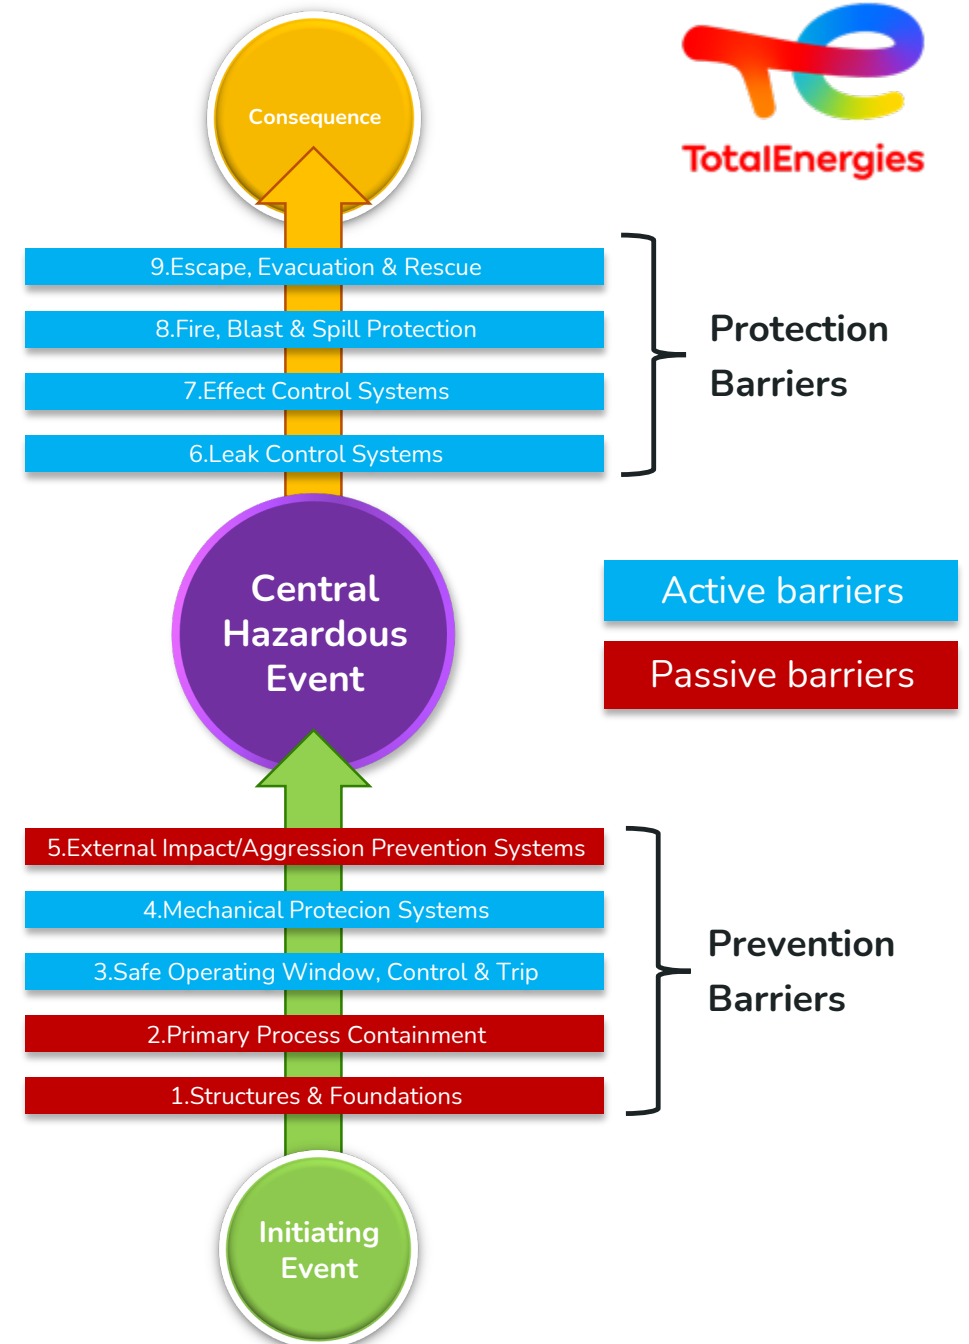 Consequence
TotalEnergies
9.Escape, Evacuation & Rescue
8.Fire, Blast & Spill Protection
7.Effect Control Systems
6.Leak Control Systems
Protection
Barriers
Central
Hazardous
Event
Active barriers
Passive barriers
5.External Impact/Aggression Prevention Systems
4.Mechanical Protecion Systems
3.Safe Operating Window, Control & Trip
2.Primary Process Containment
1.Structures & Foundations
Prevention
Barriers
Initiating
Event